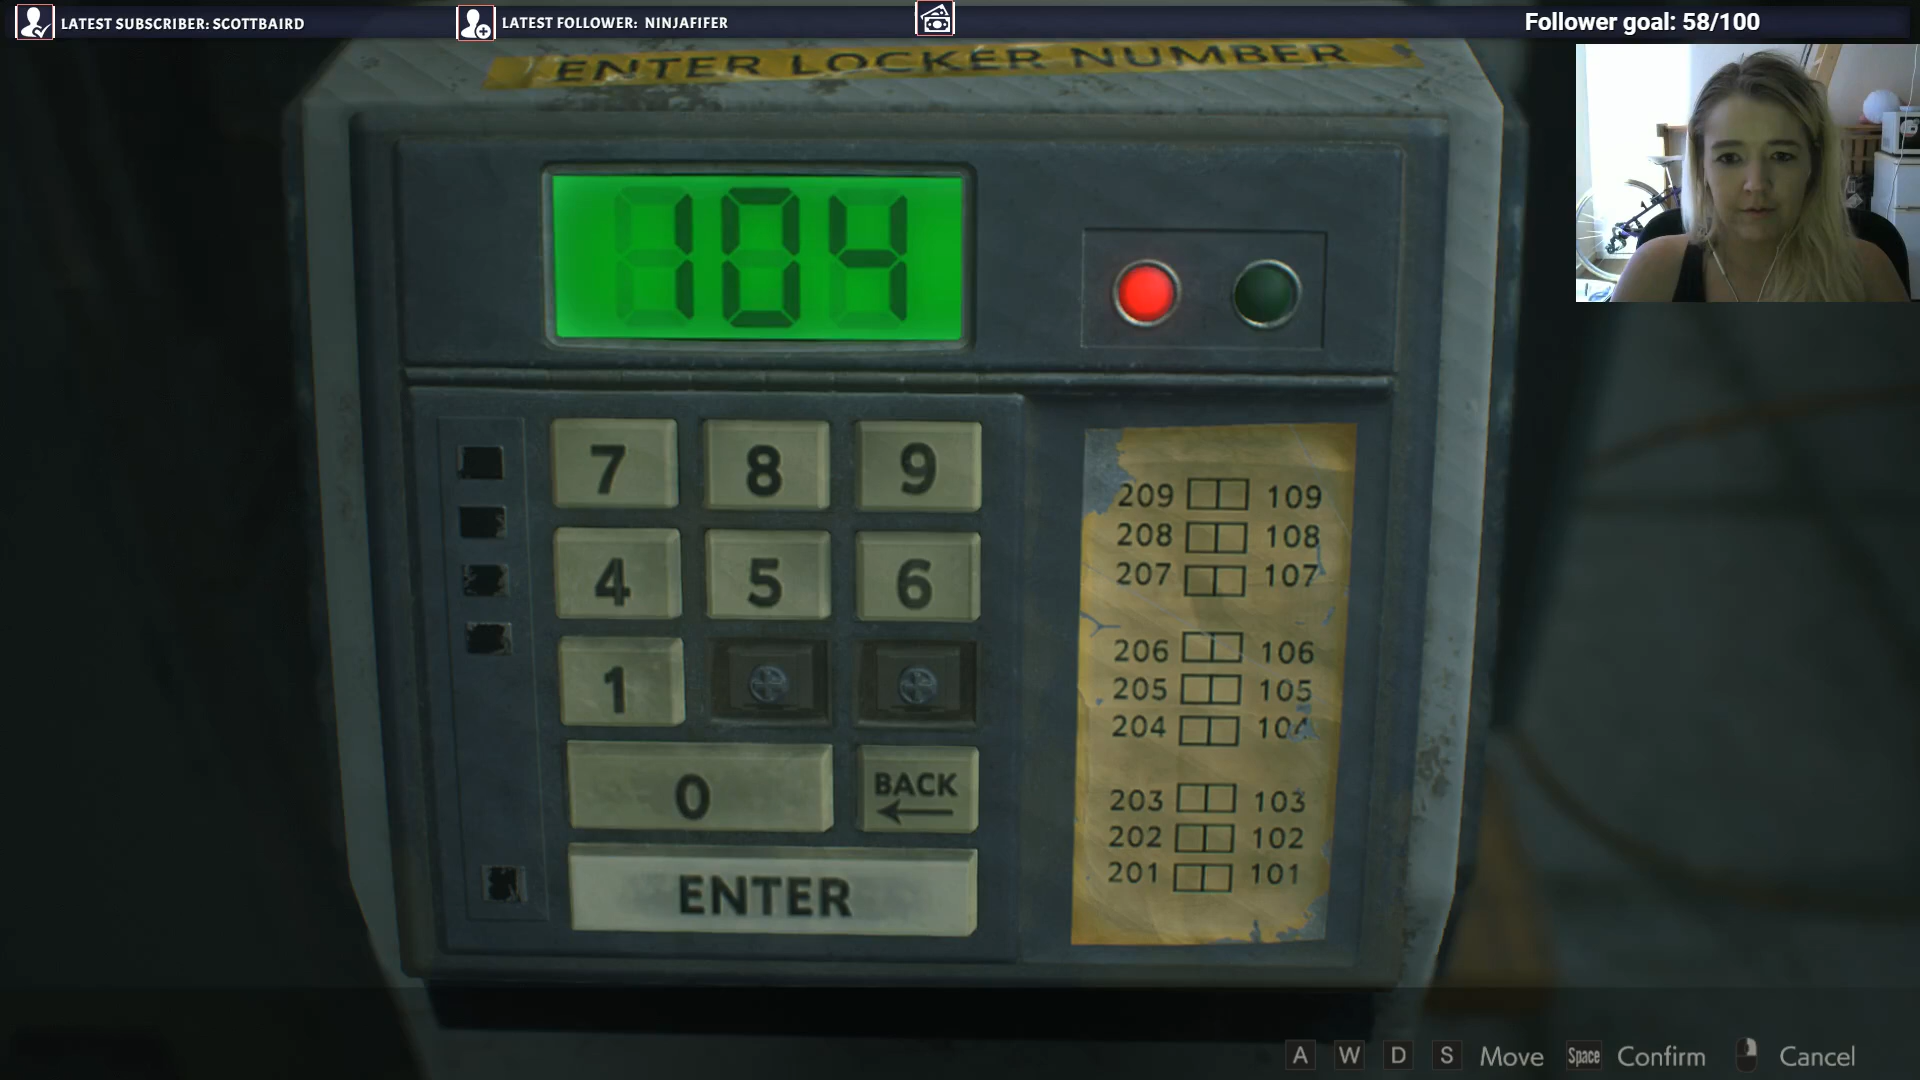 LATEST SUBSCRIBER: SCOTTBAIRD
LATEST FOLLOWER: NINJAFIFER
Follower goal: 58/100
ENTER LOCKER NUMBER
104
7 8 9
4 5 6
1
0 BACK
ENTER
209 109
208 108
207 107
206 106
205 105
204 104
203 103
202 102
201 101
A W D S Move Space Confirm Cancel